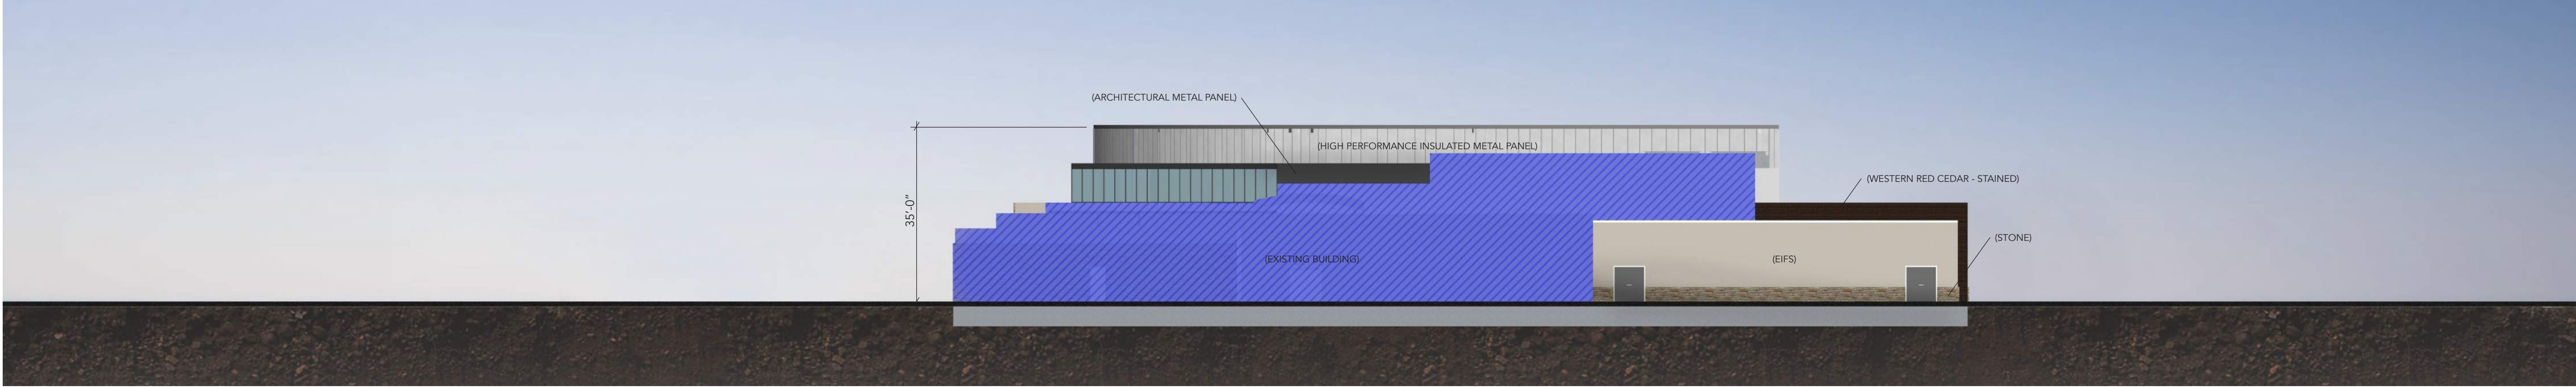 (ARCHITECTURAL METAL PANEL)
(HIGH PERFORMANCE INSULATED METAL PANEL)
(WESTERN RED CEDAR - STAINED)
35'-0"
(STONE)
(EXISTING BUILDING)
(EIFS)